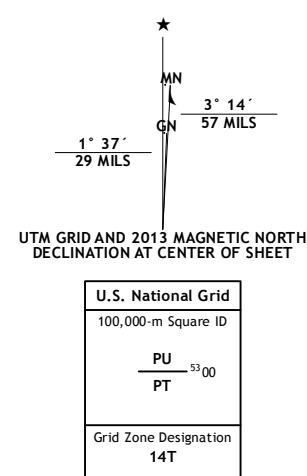 ★
MN
GN
3° 14´
57 MILS
1° 37´
29 MILS
UTM GRID AND 2013 MAGNETIC NORTH
DECLINATION AT CENTER OF SHEET
U.S. National Grid
100,000-m Square ID
PU
5300
PT
Grid Zone Designation
14T